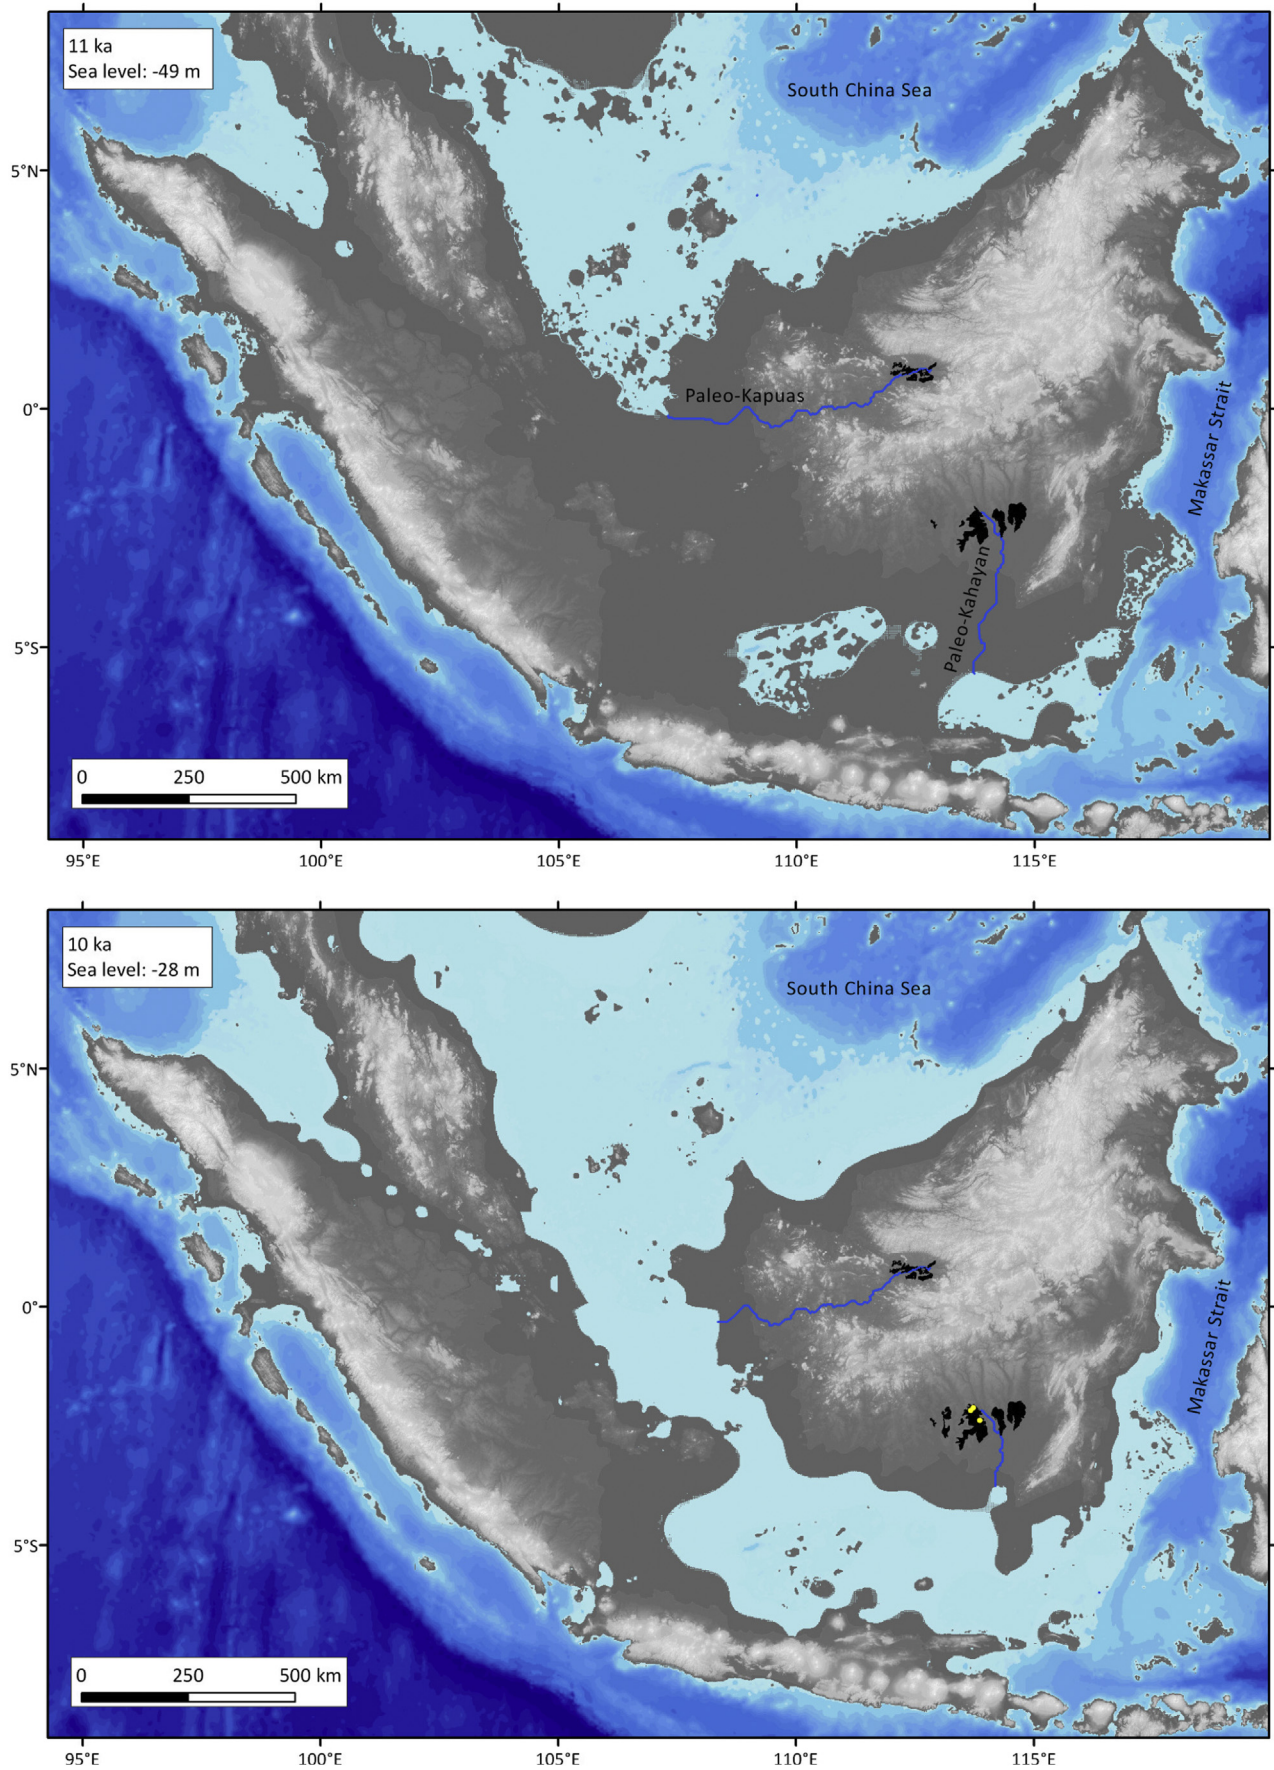 11 ka
Sea level: -49 m
South China Sea
5°N
Paleo-Kapuas
0°
Makassar Strait
Paleo-Kahayan
5°S
0 250 500 km
95°E 100°E 105°E 110°E 115°E
10 ka
Sea level: -28 m
South China Sea
5°N
0°
Makassar Strait
5°S
0 250 500 km
95°E 100°E 105°E 110°E 115°E